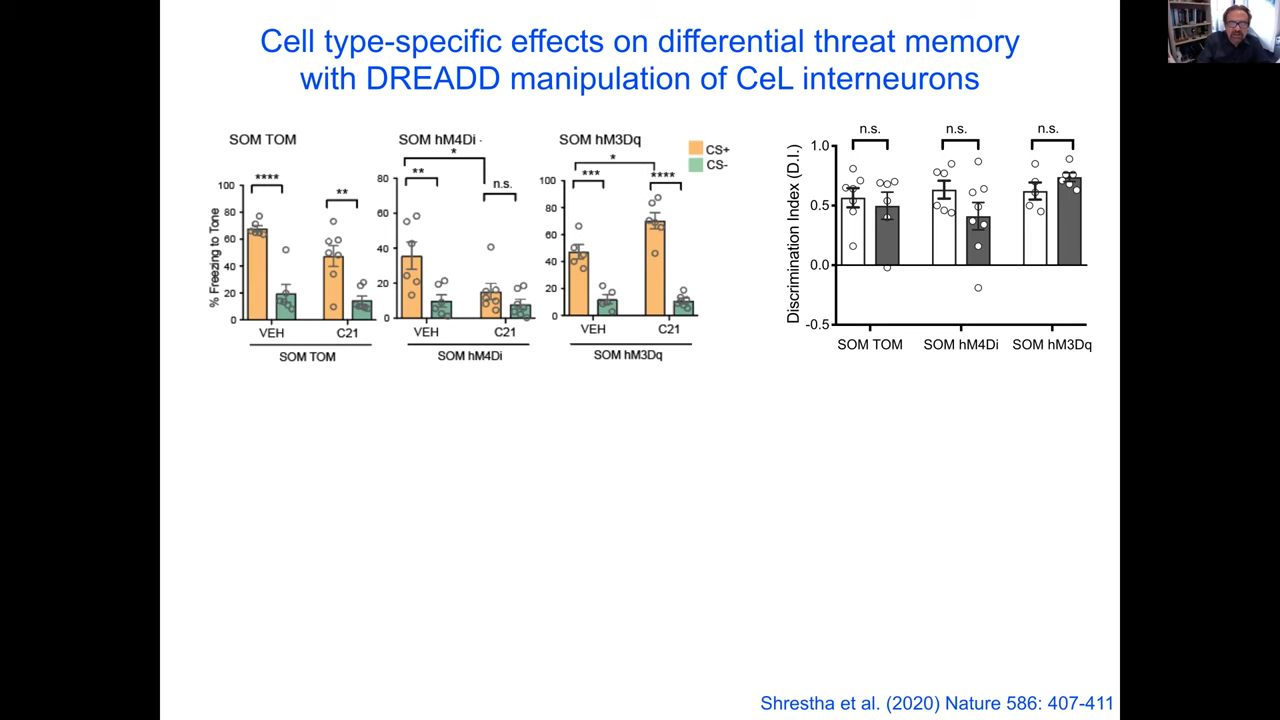 Cell type-specific effects on differential threat memory
with DREADD manipulation of CeL interneurons
SOM TOM
SOM hM4Di
SOM hM3Dq
CS+
CS-
% Freezing to Tone
100
80
60
40
20
0
****
**
VEH
C21
SOM TOM
80
60
40
20
0
*
**
n.s.
VEH
C21
SOM hM4Di
100
80
60
40
20
0
*
***
****
VEH
C21
SOM hM3Dq
Discrimination Index (D.I.)
1.0
0.5
0.0
-0.5
n.s.
n.s.
n.s.
SOM TOM
SOM hM4Di
SOM hM3Dq
Shrestha et al. (2020) Nature 586: 407-411